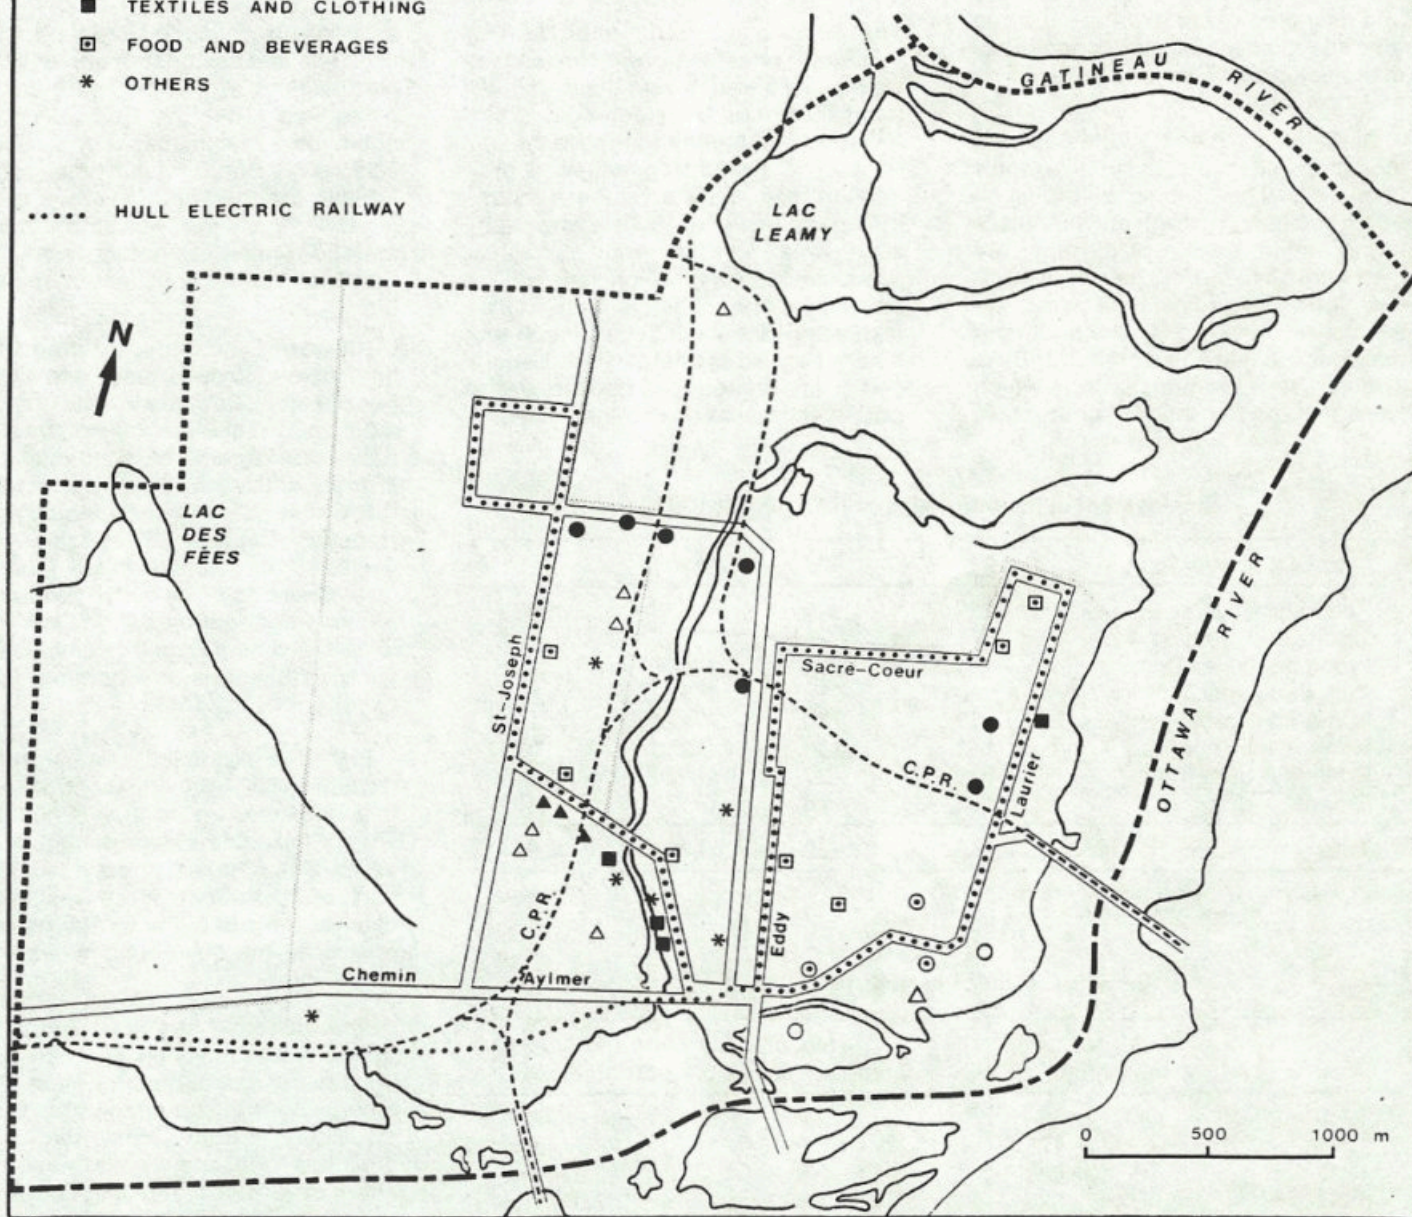 TEXTILES AND CLOTHING
FOOD AND BEVERAGES
OTHERS
HULL ELECTRIC RAILWAY
GATINEAU RIVER
LAC
LEAMY
N
LAC
DES
FÉES
OTTAWA RIVER
St-Joseph
Sacré-Coeur
C.P.R.
Laurier
C.P.R.
Eddy
Chemin Aylmer
0 500 1000 m